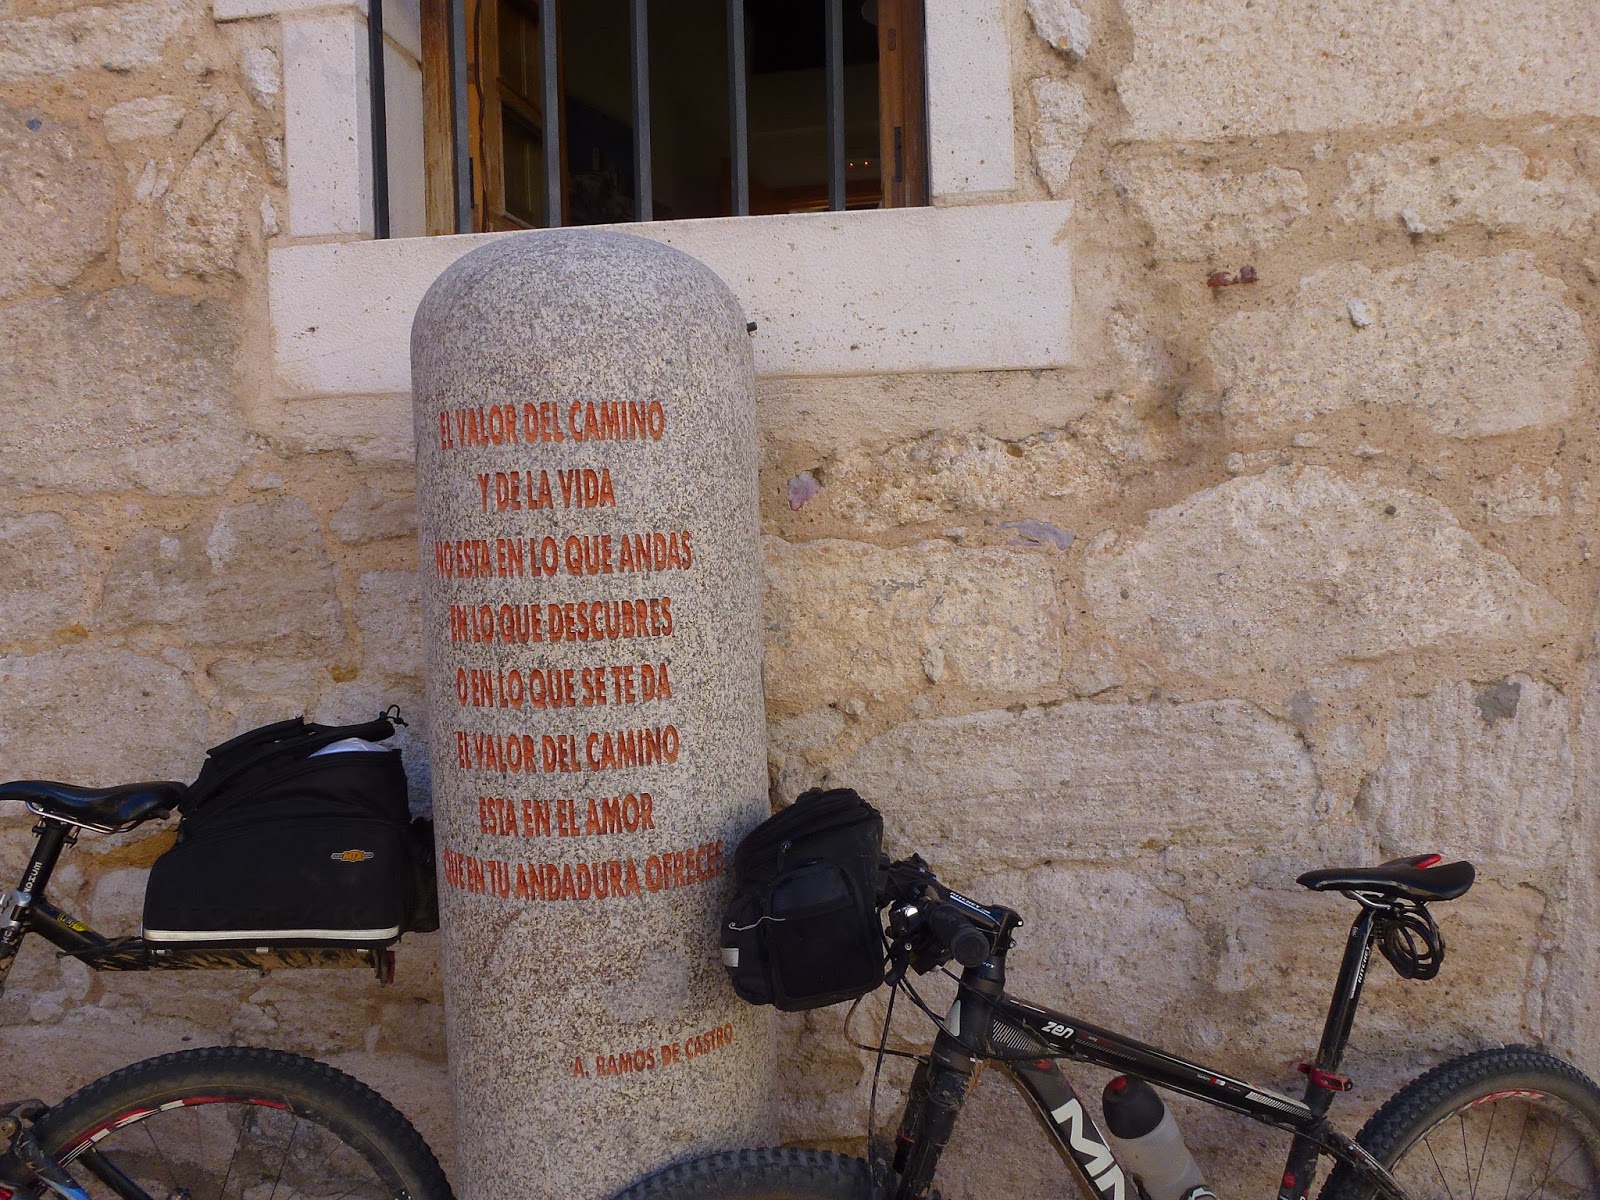 EL VALOR DEL CAMINO
Y DE LA VIDA
NO ESTA EN LO QUE ANDAS
EN LO QUE DESCUBRES
O EN LO QUE SE TE DA
EL VALOR DEL CAMINO
ESTA EN EL AMOR
QUE EN TU ANDADURA OFRECES
A. RAMOS DE CASTRO
MTX
zen